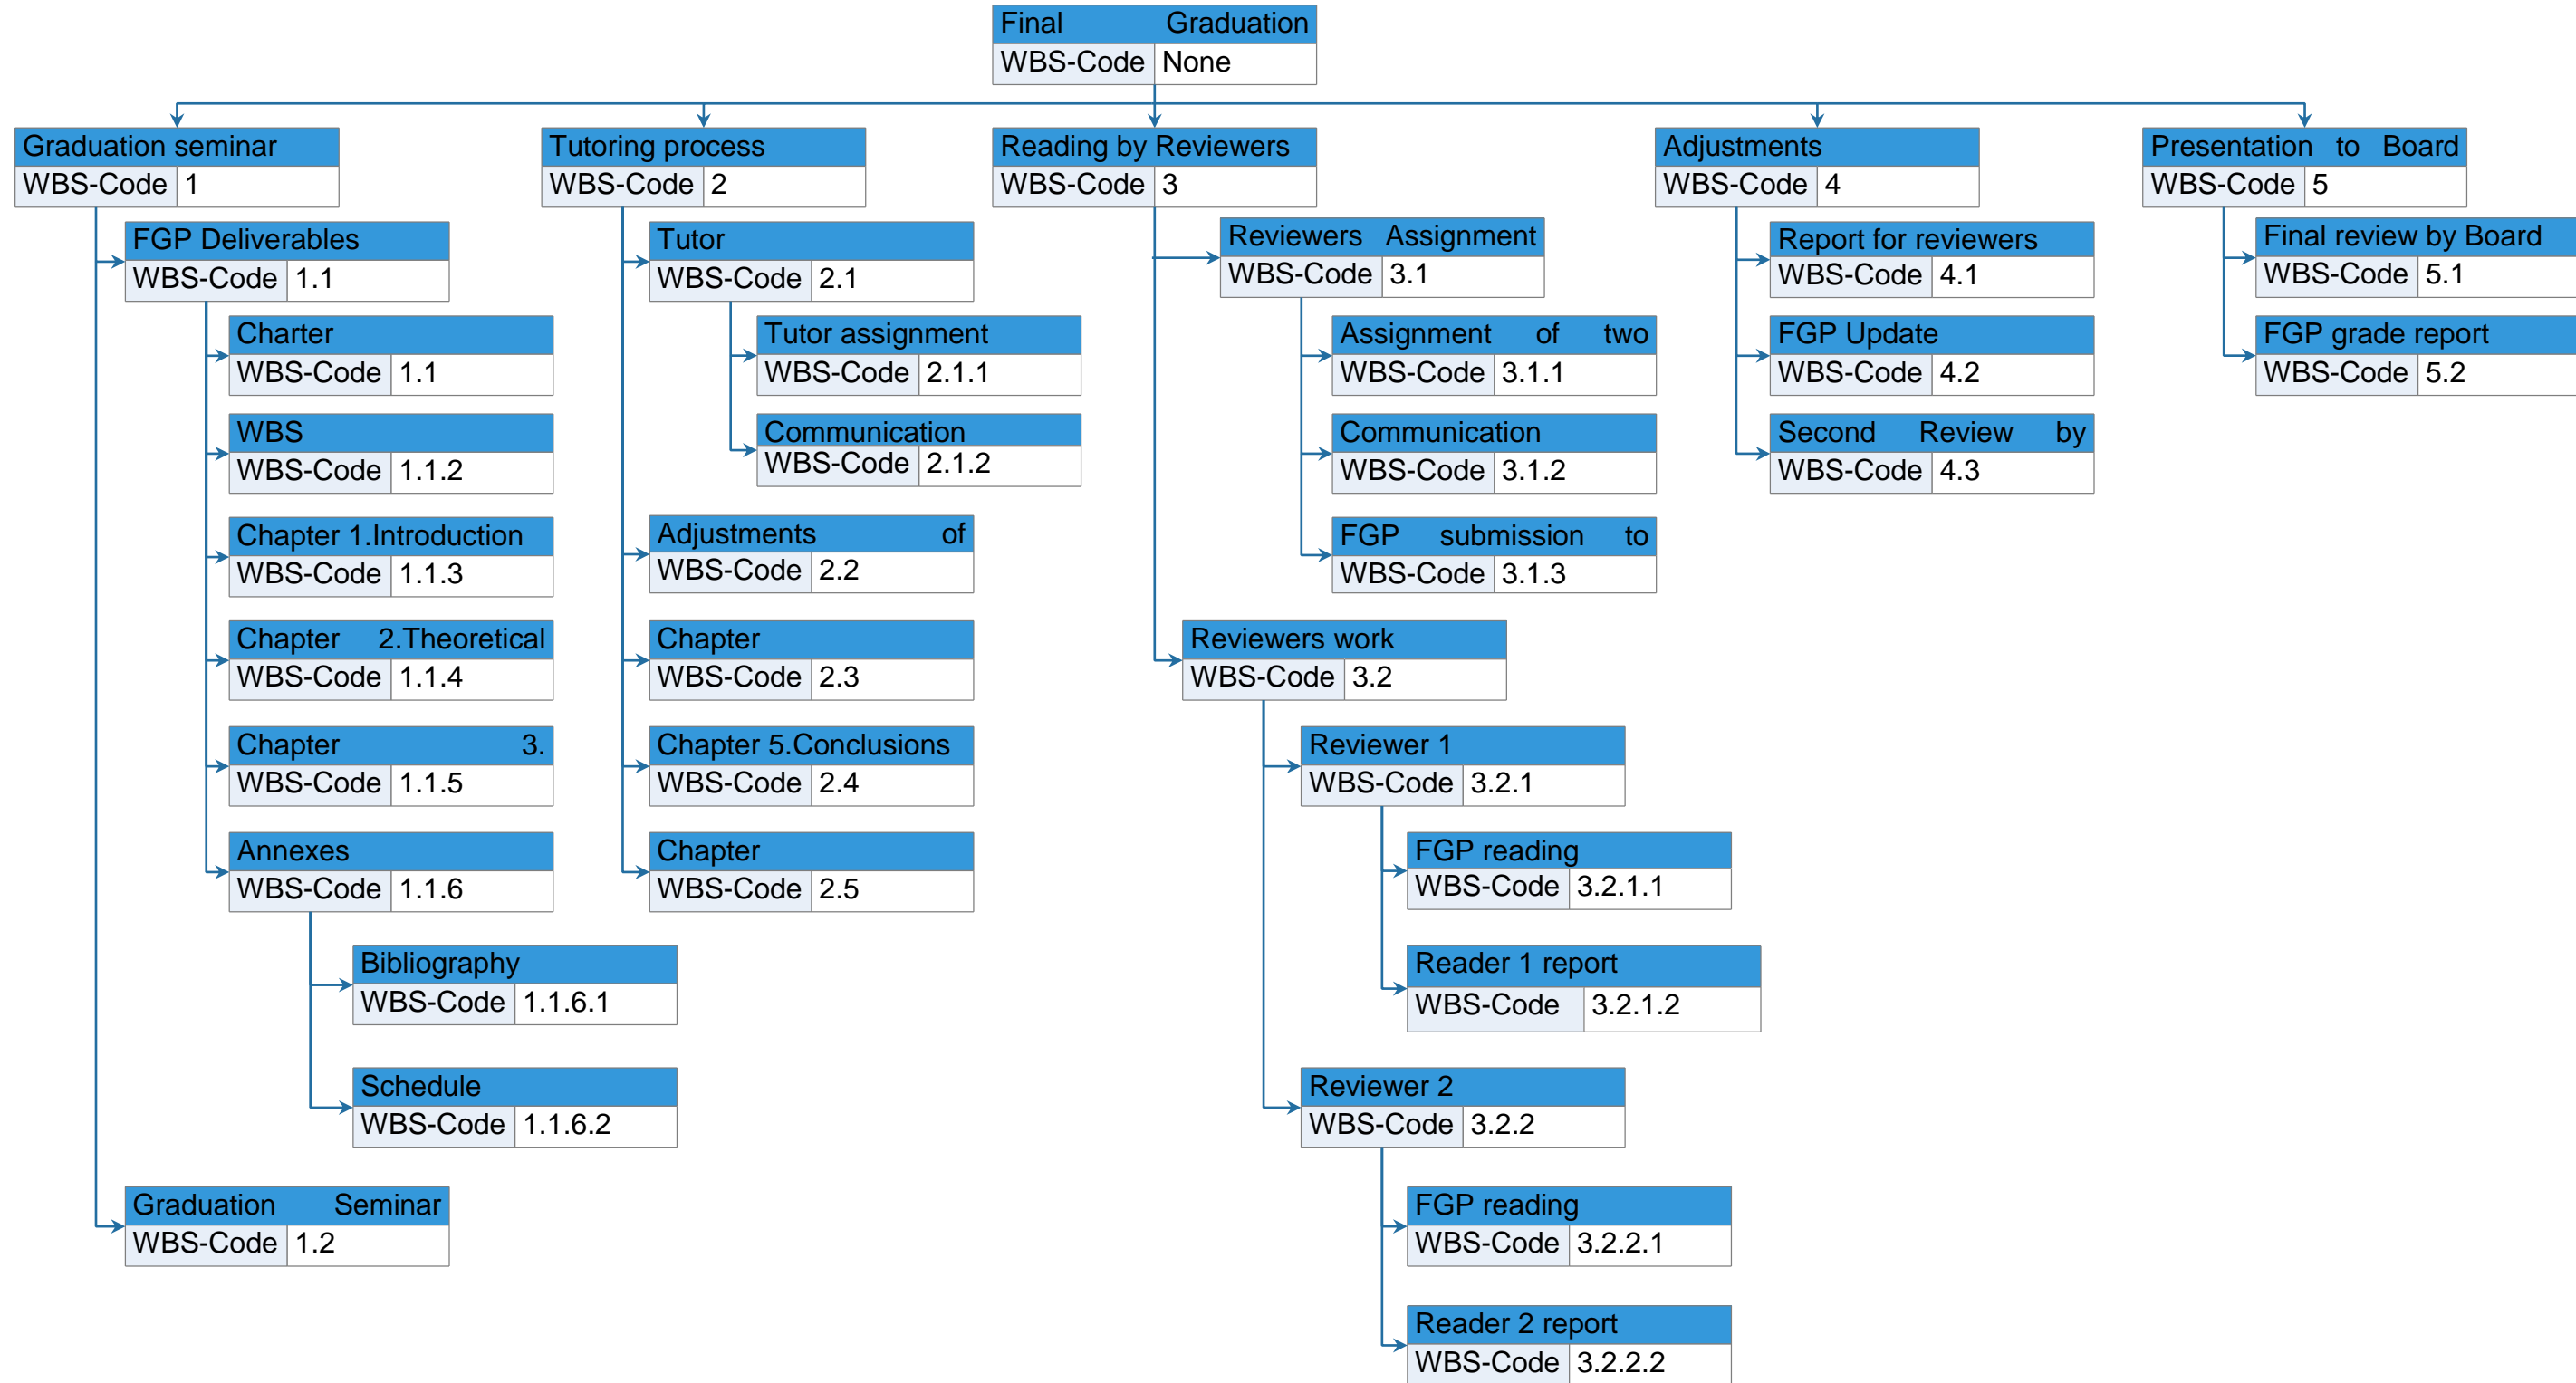 Final Graduation
WBS-Code None
Graduation seminar
WBS-Code 1
FGP Deliverables
WBS-Code 1.1
Charter
WBS-Code 1.1
WBS
WBS-Code 1.1.2
Chapter 1.Introduction
WBS-Code 1.1.3
Chapter 2.Theoretical
WBS-Code 1.1.4
Chapter 3.
WBS-Code 1.1.5
Annexes
WBS-Code 1.1.6
Bibliography
WBS-Code 1.1.6.1
Schedule
WBS-Code 1.1.6.2
Graduation Seminar
WBS-Code 1.2
Tutoring process
WBS-Code 2
Tutor
WBS-Code 2.1
Tutor assignment
WBS-Code 2.1.1
Communication
WBS-Code 2.1.2
Adjustments of
WBS-Code 2.2
Chapter
WBS-Code 2.3
Chapter 5.Conclusions
WBS-Code 2.4
Chapter
WBS-Code 2.5
Reading by Reviewers
WBS-Code 3
Reviewers Assignment
WBS-Code 3.1
Assignment of two
WBS-Code 3.1.1
Communication
WBS-Code 3.1.2
FGP submission to
WBS-Code 3.1.3
Reviewers work
WBS-Code 3.2
Reviewer 1
WBS-Code 3.2.1
FGP reading
WBS-Code 3.2.1.1
Reader 1 report
WBS-Code 3.2.1.2
Reviewer 2
WBS-Code 3.2.2
FGP reading
WBS-Code 3.2.2.1
Reader 2 report
WBS-Code 3.2.2.2
Adjustments
WBS-Code 4
Report for reviewers
WBS-Code 4.1
FGP Update
WBS-Code 4.2
Second Review by
WBS-Code 4.3
Presentation to Board
WBS-Code 5
Final review by Board
WBS-Code 5.1
FGP grade report
WBS-Code 5.2